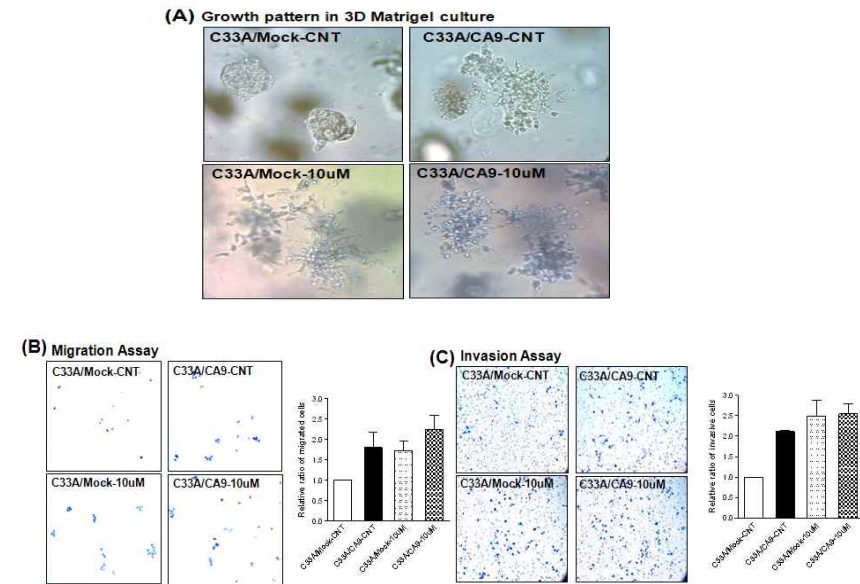 (A) Growth pattern in 3D Matrigel culture
C33A/Mock-CNT
C33A/CA9-CNT
C33A/Mock-10uM
C33A/CA9-10uM
(B) Migration Assay
C33A/Mock-CNT
C33A/CA9-CNT
C33A/Mock-10uM
C33A/CA9-10uM
Relative ratio of migrated cells
3.0
2.5
2.0
1.5
1.0
0.5
0.0
C33A/Mock-CNT
C33A/CA9-CNT
C33A/Mock-10uM
C33A/CA9-10uM
(C) Invasion Assay
C33A/Mock-CNT
C33A/CA9-CNT
C33A/Mock-10uM
C33A/CA9-10uM
Relative ratio of invasive cells
3.0
2.5
2.0
1.5
1.0
0.5
0.0
C33A/Mock-CNT
C33A/CA9-CNT
C33A/Mock-10uM
C33A/CA9-10uM